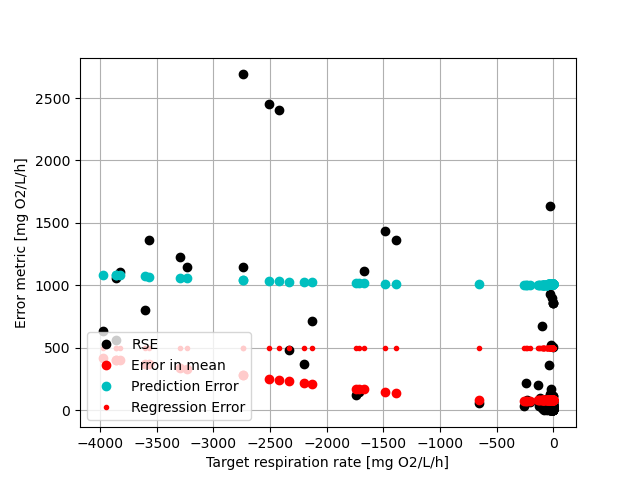 2500
2000
1500
1000
500
0
Error metric [mg O2/L/h]
RSE
Error in mean
Prediction Error
Regression Error
−4000 −3500 −3000 −2500 −2000 −1500 −1000 −500 0
Target respiration rate [mg O2/L/h]